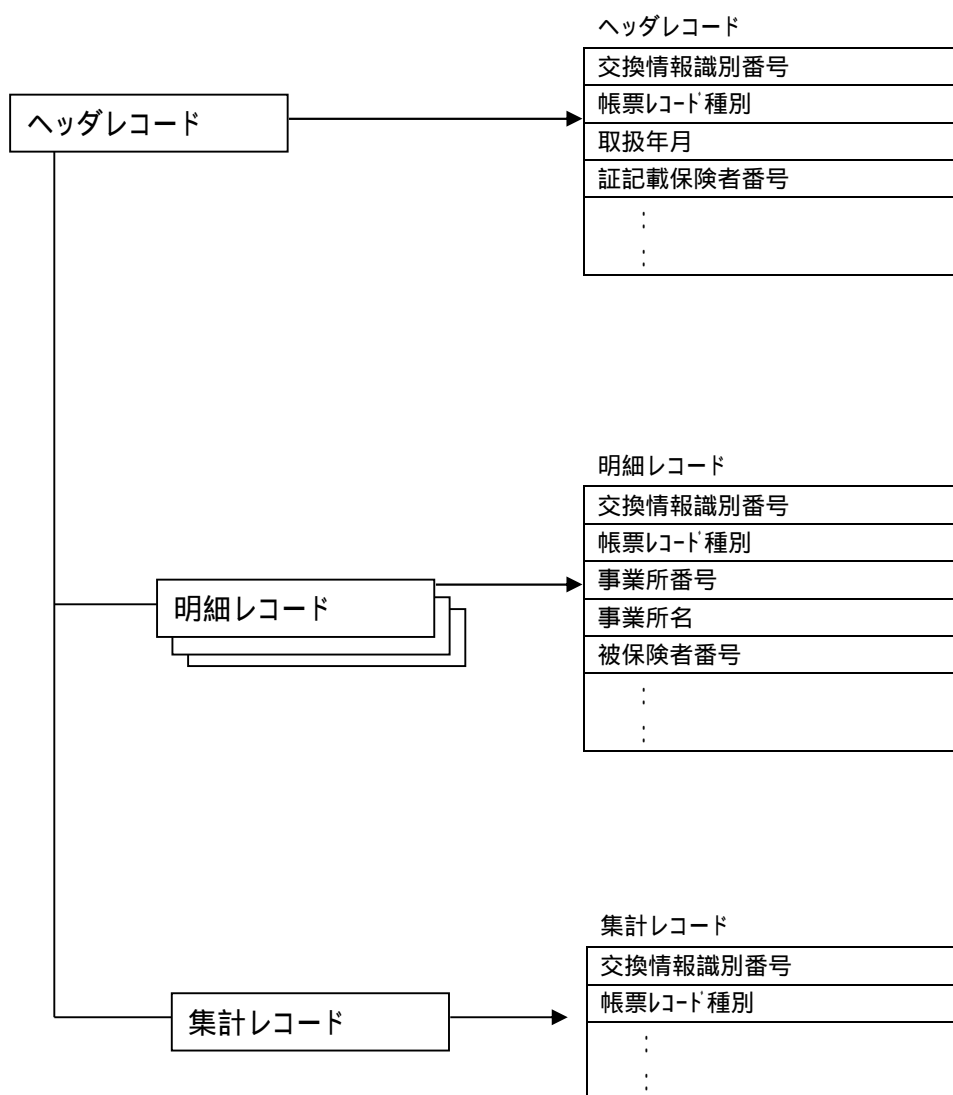 ヘッダレコード
交換情報識別番号
帳票ﾚｺｰﾄﾞ種別
取扱年月
証記載保険者番号
:
:
ヘッダレコード
明細レコード
交換情報識別番号
帳票ﾚｺｰﾄﾞ種別
事業所番号
事業所名
被保険者番号
:
:
明細レコード
集計レコード
交換情報識別番号
帳票ﾚｺｰﾄﾞ種別
:
:
集計レコード